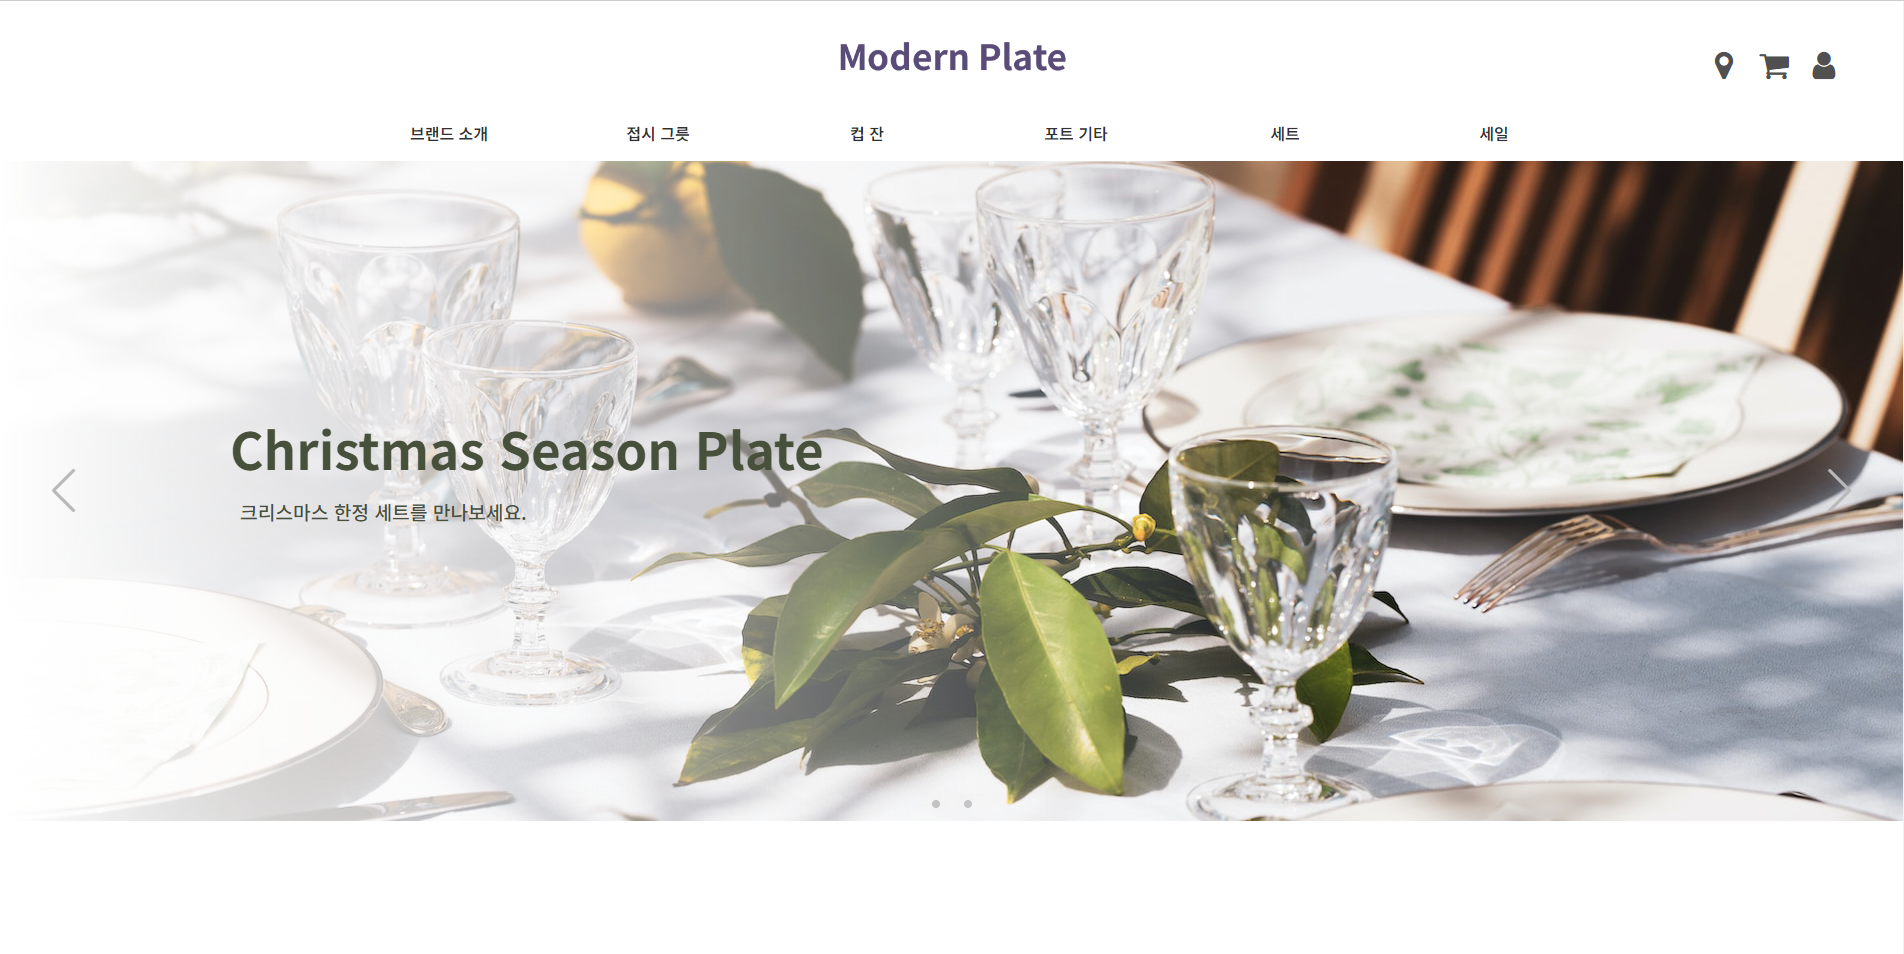 Modern Plate
브랜드 소개
접시 그릇
컵 잔
포트 기타
세트
세일
Christmas Season Plate
크리스마스 한정 세트를 만나보세요.